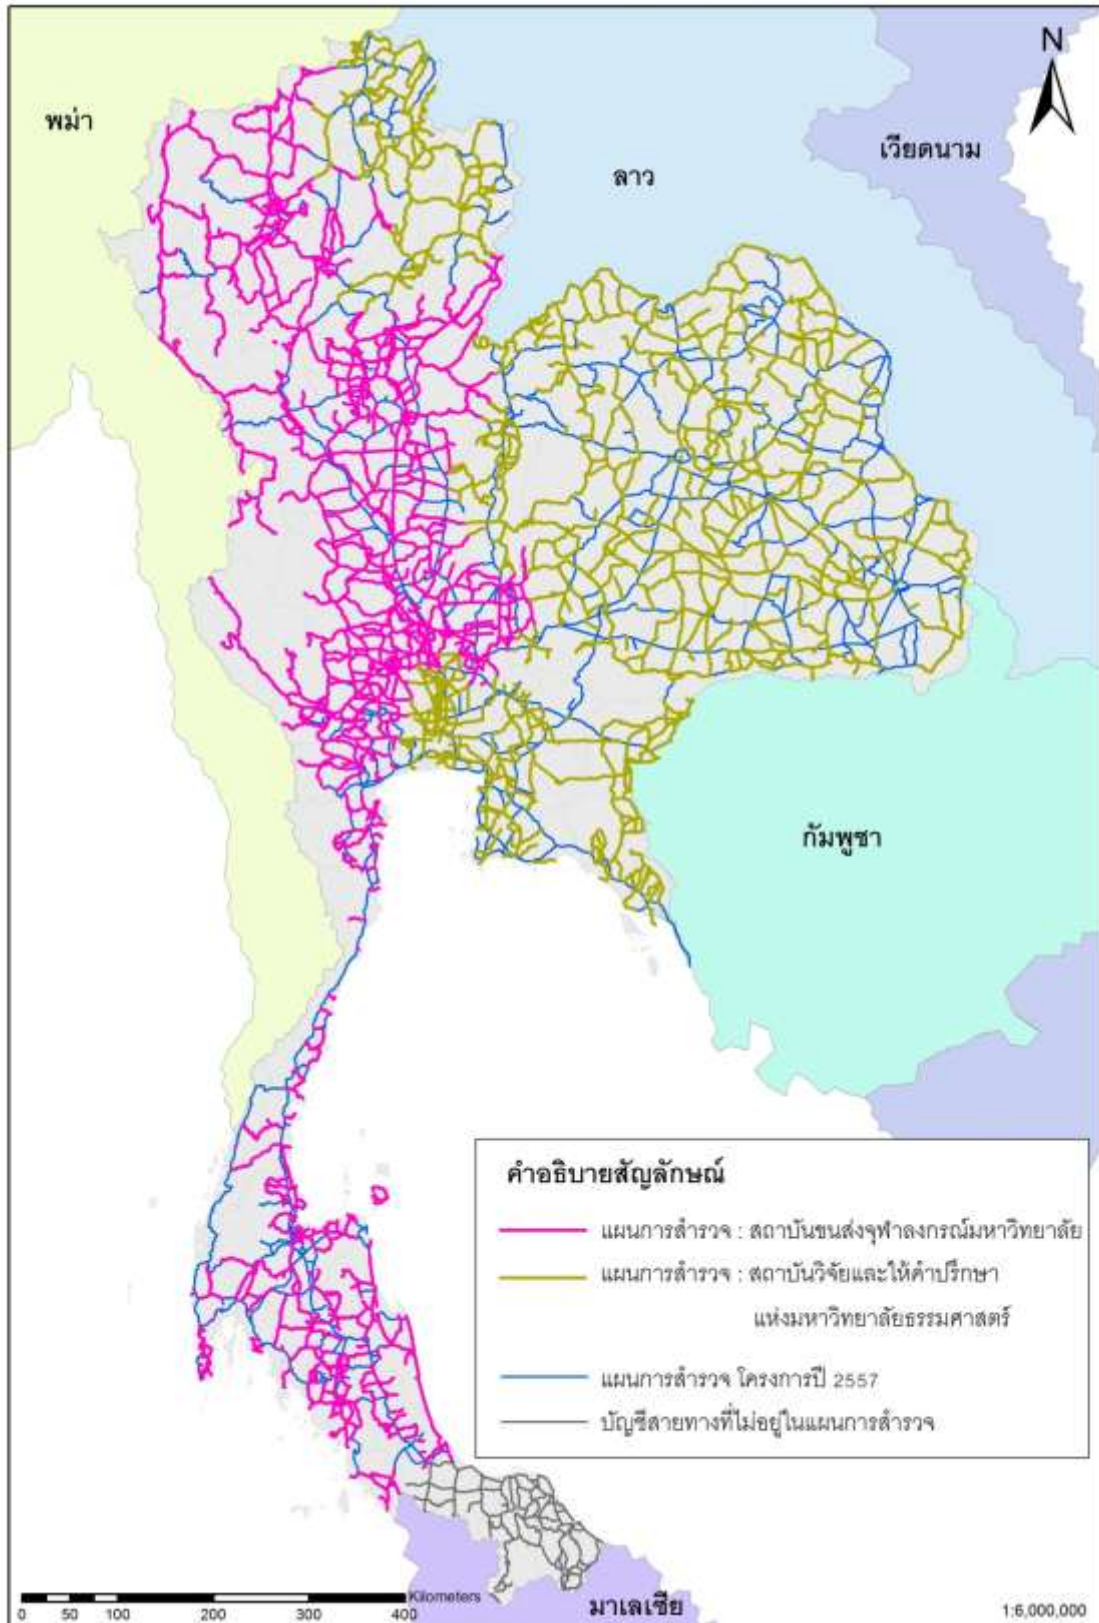 N
พม่า
เวียดนาม
ลาว
กัมพูชา
คำอธิบายสัญลักษณ์
แผนการสำรวจ : สถาบันขนส่งจุฬาลงกรณ์มหาวิทยาลัย
แผนการสำรวจ : สถาบันวิจัยและให้คำปรึกษา
แห่งมหาวิทยาลัยธรรมศาสตร์
แผนการสำรวจ โครงการปี 2557
บัญชีสายทางที่ไม่อยู่ในแผนการสำรวจ
Kilometers
0 50 100 200 300 400
มาเลเซีย
1:6,000,000